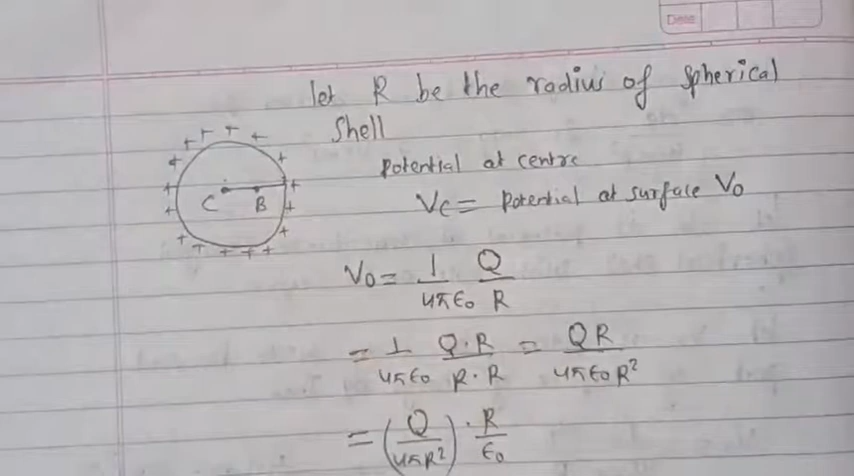 Date
let R be the radius of spherical
shell
Potential at centre
Vc = Potential at surface V0
C B
V0 = 1/4πε0 Q/R
= 1/4πε0 Q·R/R·R = QR/4πε0R²
= (Q/4πR²) · R/ε0